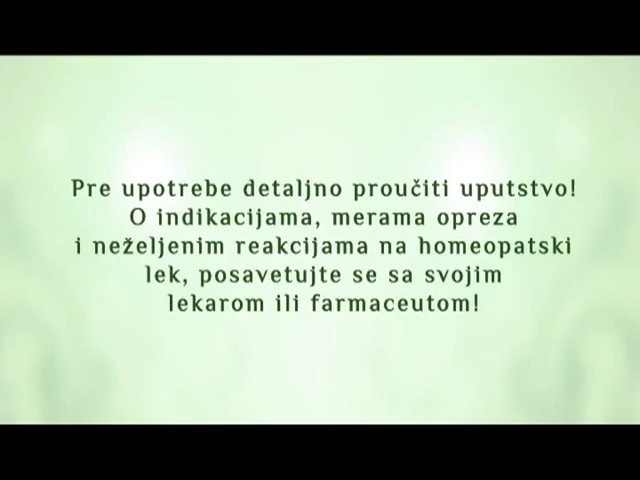 Pre upotrebe detaljno proučiti uputstvo!
O indikacijama, merama opreza
i neželjenim reakcijama na homeopatski
lek, posavetujte se sa svojim
lekarom ili farmaceutom!